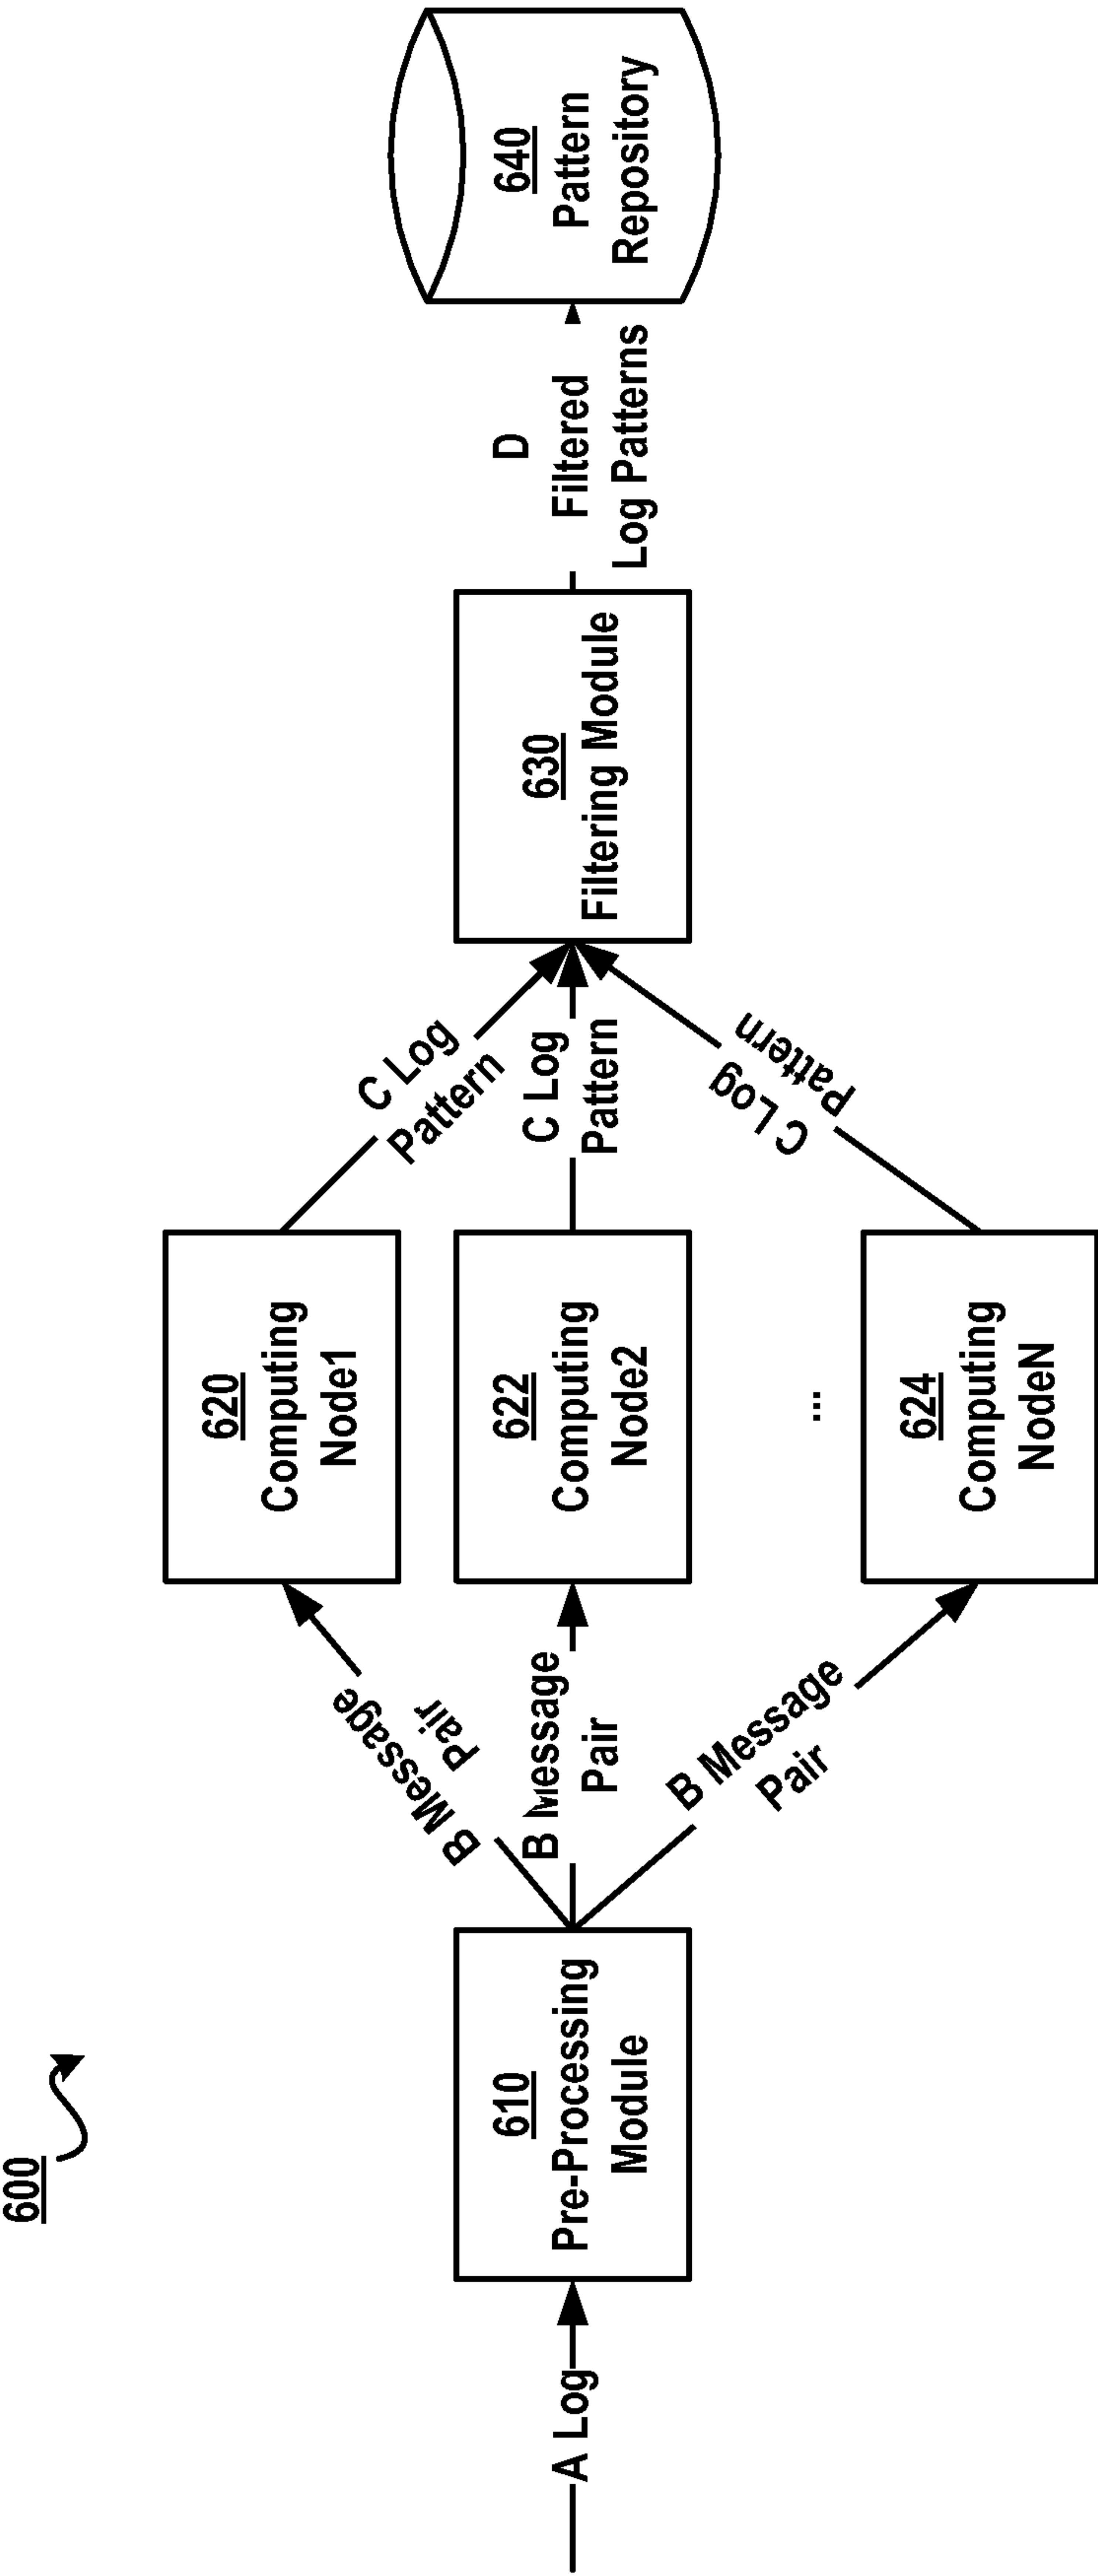 600
A Log
610
Pre-Processing
Module
B Message
Pair
B Message
Pair
B Message
Pair
620
Computing
Node1
622
Computing
Node2
...
624
Computing
NodeN
C Log
Pattern
C Log
Pattern
C Log
Pattern
630
Filtering Module
D
Filtered
Log Patterns
640
Pattern
Repository